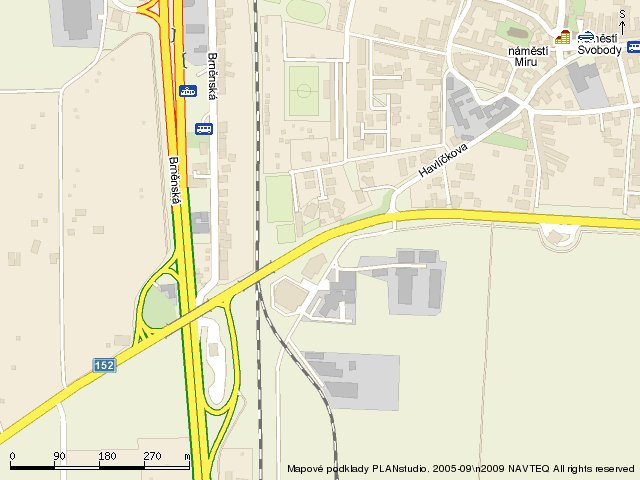 S
náměstí
Svobody
náměstí
Míru
Brněnská
Havlíčkova
Brněnská
152
0 90 180 270 m
Mapové podklady PLANstudio, 2005-09\n2009 NAVTEQ All rights reserved